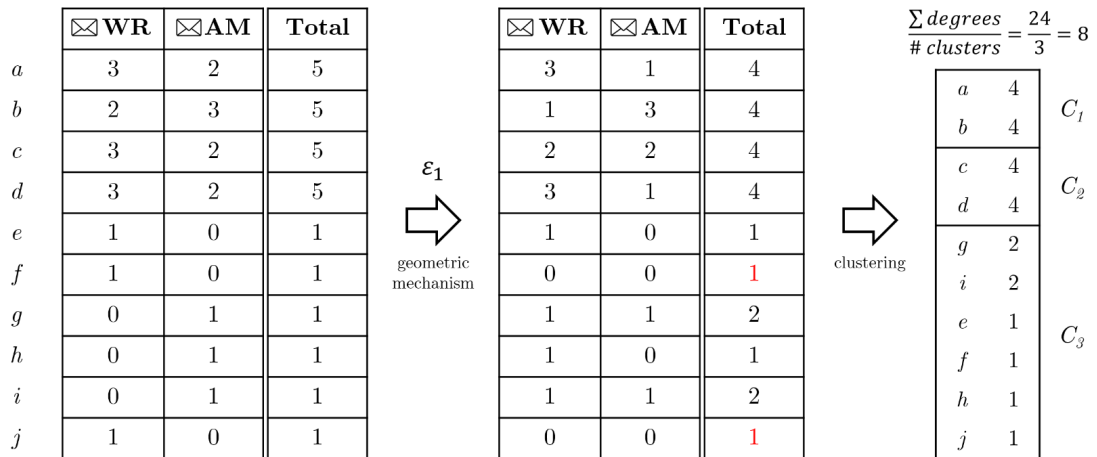 ✉ WR ✉ AM Total
a 3 2 5
b 2 3 5
c 3 2 5
d 3 2 5
e 1 0 1
f 1 0 1
g 0 1 1
h 0 1 1
i 0 1 1
j 1 0 1
ε₁
geometric
mechanism
✉ WR ✉ AM Total
3 1 4
1 3 4
2 2 4
3 1 4
1 0 1
0 0 1
1 1 2
1 0 1
1 1 2
0 0 1
clustering
∑ degrees / # clusters = 24 / 3 = 8
a 4
b 4
C₁
c 4
d 4
C₂
g 2
i 2
e 1
f 1
h 1
j 1
C₃